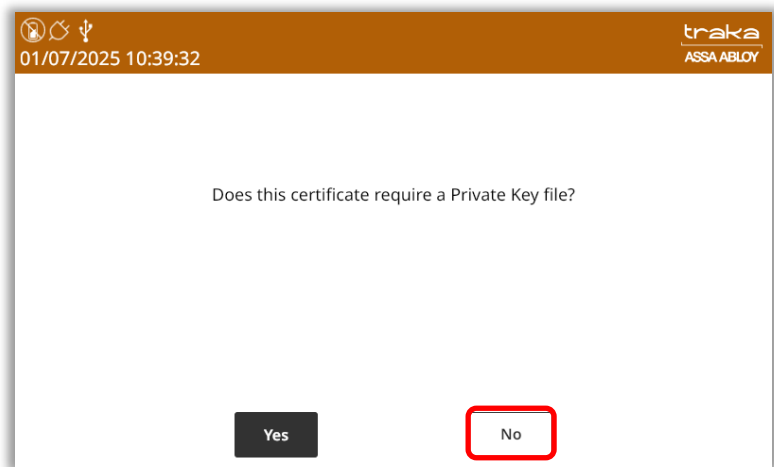 traka
01/07/2025 10:39:32
ASSA ABLOY
Does this certificate require a Private Key file?
Yes
No